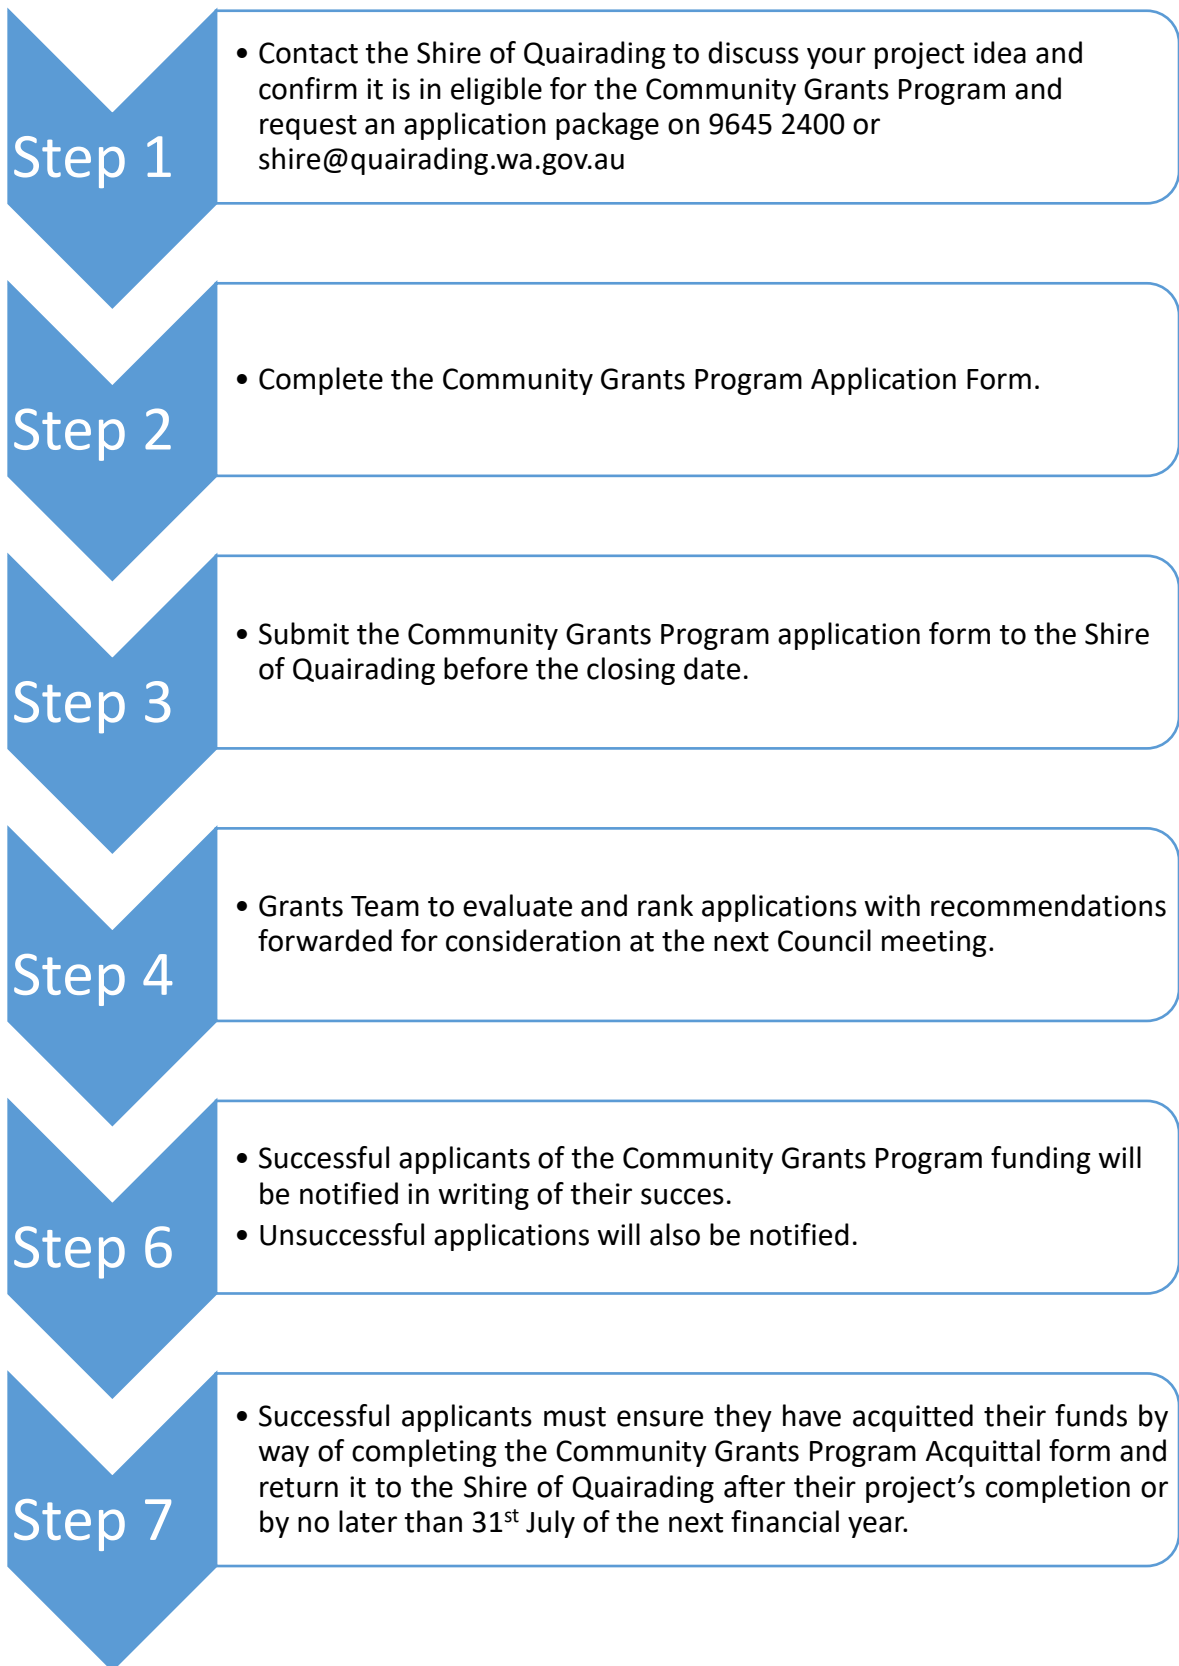 Step 1
• Contact the Shire of Quairading to discuss your project idea and
confirm it is in eligible for the Community Grants Program and
request an application package on 9645 2400 or
shire@quairading.wa.gov.au
Step 2
• Complete the Community Grants Program Application Form.
Step 3
• Submit the Community Grants Program application form to the Shire
of Quairading before the closing date.
Step 4
• Grants Team to evaluate and rank applications with recommendations
forwarded for consideration at the next Council meeting.
Step 6
• Successful applicants of the Community Grants Program funding will
be notified in writing of their succes.
• Unsuccessful applications will also be notified.
Step 7
• Successful applicants must ensure they have acquitted their funds by
way of completing the Community Grants Program Acquittal form and
return it to the Shire of Quairading after their project’s completion or
by no later than 31st July of the next financial year.